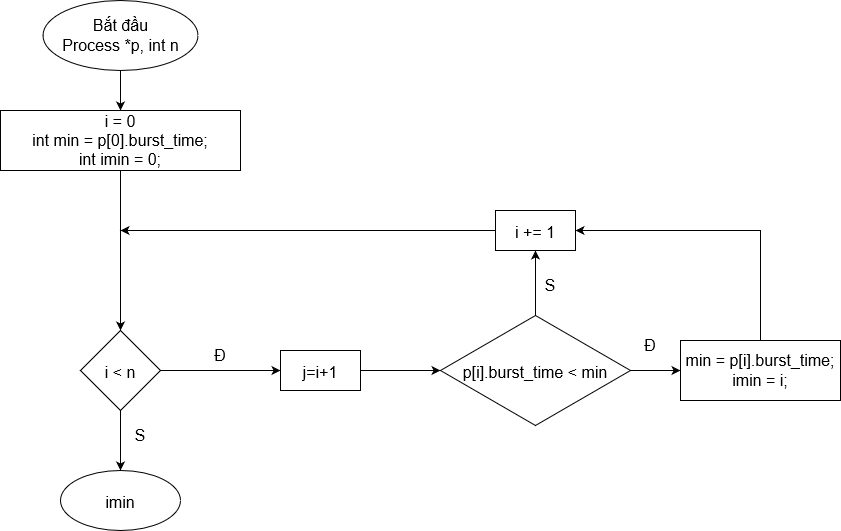 Bắt đầu
Process *p, int n
i = 0
int min = p[0].burst_time;
int imin = 0;
i += 1
S
Đ
i < n
Đ
j=i+1
p[i].burst_time < min
min = p[i].burst_time;
imin = i;
S
imin